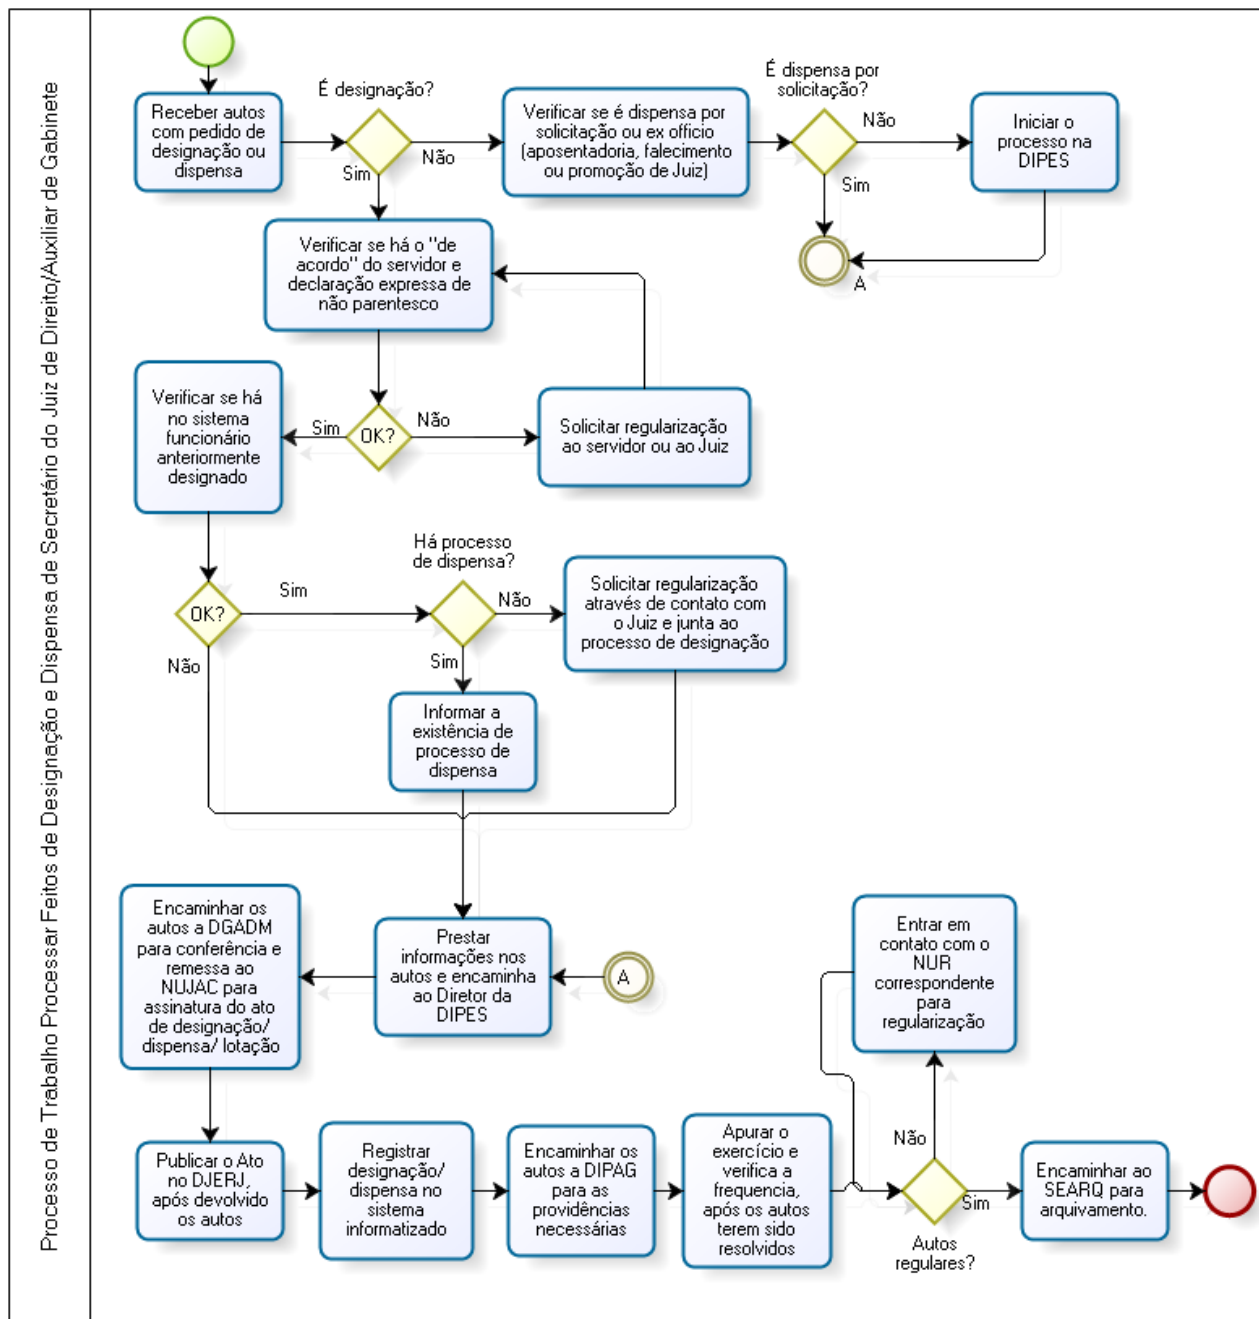 Processo de Trabalho Processar Feitos de Designação e Dispensa de Secretário do Juiz de Direito/Auxiliar de Gabinete
Receber autos
com pedido de
designação ou
dispensa
É designação?
Sim
Não
Verificar se é dispensa por
solicitação ou ex officio
(aposentadoria, falecimento
ou promoção de Juiz)
É dispensa por
solicitação?
Não
Sim
Iniciar o
processo na
DIPES
A
Verificar se há o "de
acordo" do servidor e
declaração expressa de
não parentesco
OK?
Sim
Não
Solicitar regularização
ao servidor ou ao Juiz
Verificar se há
no sistema
funcionário
anteriormente
designado
OK?
Sim
Não
Há processo
de dispensa?
Não
Sim
Solicitar regularização
através de contato com
o Juiz e junta ao
processo de designação
Informar a
existência de
processo de
dispensa
Encaminhar os
autos a DGADM
para conferência e
remessa ao
NUJAC para
assinatura do ato
de designação/
dispensa/ lotação
Prestar
informações nos
autos e encaminha
ao Diretor da
DIPES
A
Entrar em
contato com o
NUR
correspondente
para
regularização
Publicar o Ato
no DJERJ,
após devolvido
os autos
Registrar
designação/
dispensa no
sistema
informatizado
Encaminhar os
autos a DIPAG
para as
providências
necessárias
Apurar o
exercício e
verifica a
frequencia,
após os autos
terem sido
resolvidos
Não
Sim
Autos
regulares?
Encaminhar ao
SEARQ para
arquivamento.